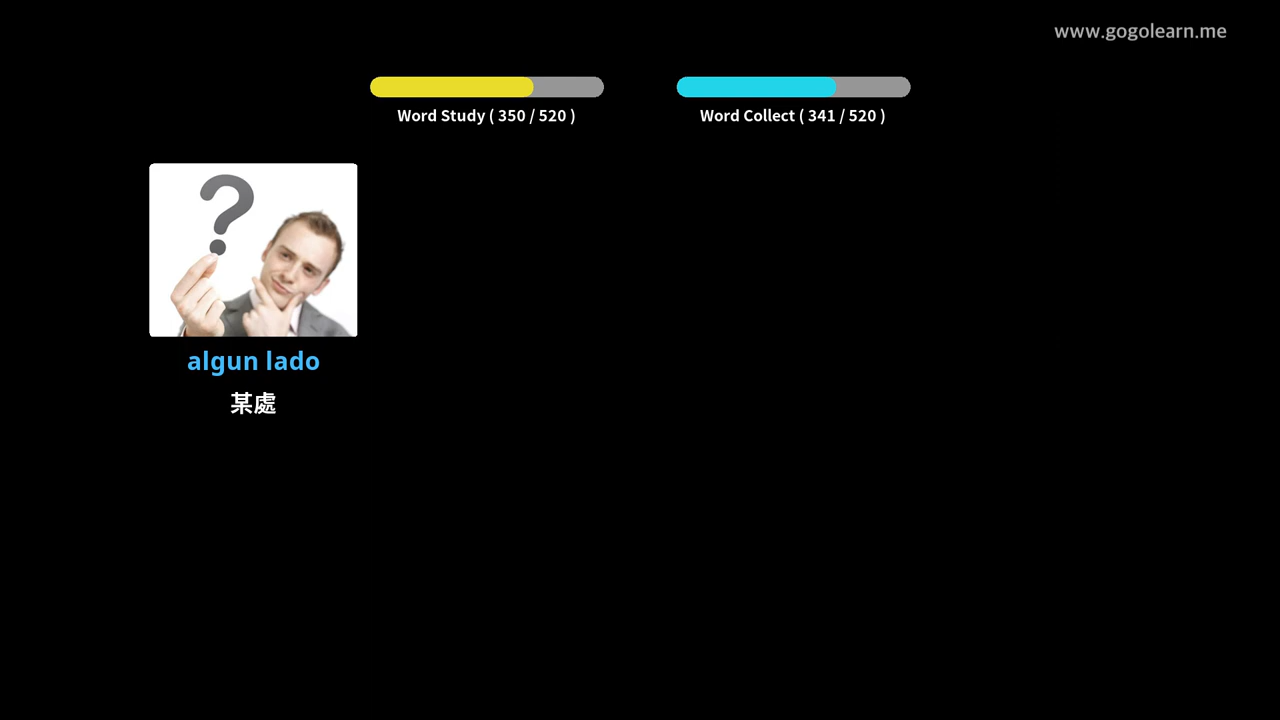 www.gogolearn.me
Word Study ( 350 / 520 )
Word Collect ( 341 / 520 )
?
algun lado
某處